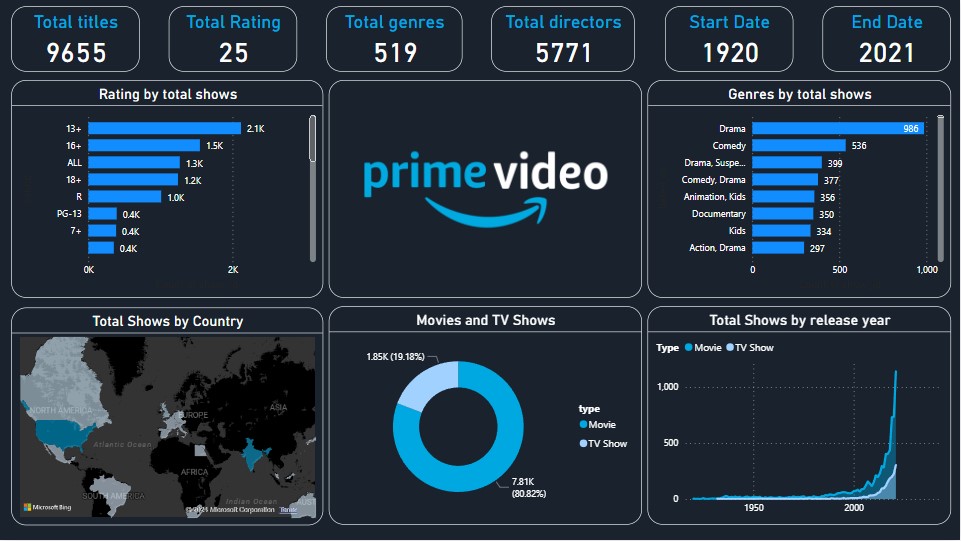 Total titles
9655
Total Rating
25
Total genres
519
Total directors
5771
Start Date
1920
End Date
2021
Rating by total shows
13+ 2.1K
16+ 1.5K
ALL 1.3K
18+ 1.2K
R 1.0K
PG-13 0.4K
7+ 0.4K
0.4K
0K 2K
prime video
Genres by total shows
Drama 986
Comedy 536
Drama, Suspe... 399
Comedy, Drama 377
Animation, Kids 356
Documentary 350
Kids 334
Action, Drama 297
0 500 1,000
Total Shows by Country
NORTH AMERICA
EUROPE
ASIA
Atlantic Ocean
AFRICA
SOUTH AMERICA
Indian Ocean
Microsoft Bing
Microsoft Corporation Terms
Movies and TV Shows
1.85K (19.18%)
type
Movie
TV Show
7.81K
(80.82%)
Total Shows by release year
Type Movie TV Show
1,000
500
0
1950 2000